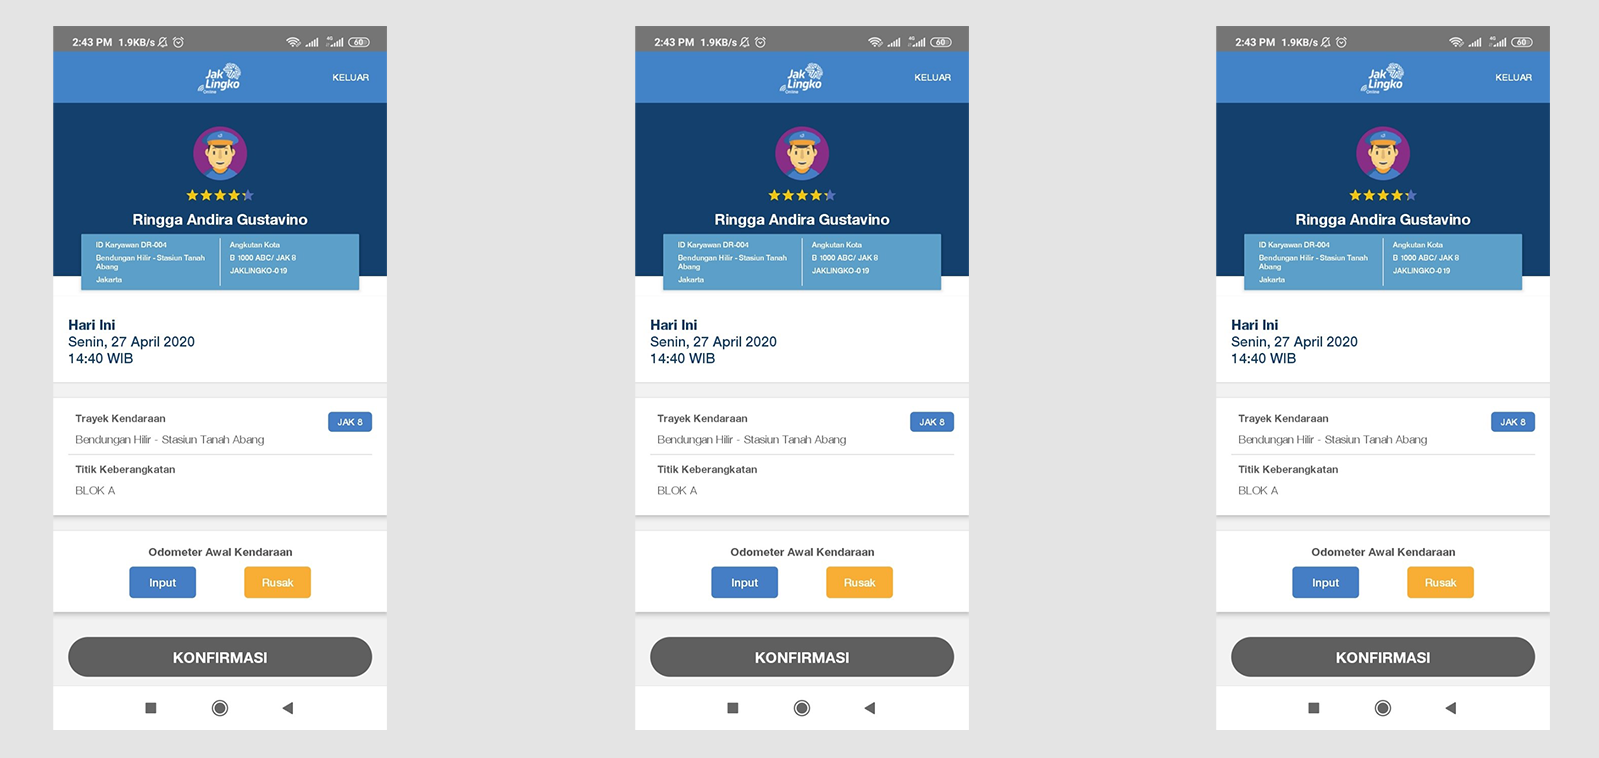 2:43 PM 1.9KB/s
4G
60
Jak
Lingko
Online
KELUAR
Ringga Andira Gustavino
ID Karyawan DR-004
Bendungan Hilir - Stasiun Tanah
Abang
Jakarta
Angkutan Kota
B 1000 ABC/ JAK 8
JAKLINGKO-019
Hari Ini
Senin, 27 April 2020
14:40 WIB
Trayek Kendaraan
JAK 8
Bendungan Hilir - Stasiun Tanah Abang
Titik Keberangkatan
BLOK A
Odometer Awal Kendaraan
Input
Rusak
KONFIRMASI
2:43 PM 1.9KB/s
4G
60
Jak
Lingko
Online
KELUAR
Ringga Andira Gustavino
ID Karyawan DR-004
Bendungan Hilir - Stasiun Tanah
Abang
Jakarta
Angkutan Kota
B 1000 ABC/ JAK 8
JAKLINGKO-019
Hari Ini
Senin, 27 April 2020
14:40 WIB
Trayek Kendaraan
JAK 8
Bendungan Hilir - Stasiun Tanah Abang
Titik Keberangkatan
BLOK A
Odometer Awal Kendaraan
Input
Rusak
KONFIRMASI
2:43 PM 1.9KB/s
4G
60
Jak
Lingko
Online
KELUAR
Ringga Andira Gustavino
ID Karyawan DR-004
Bendungan Hilir - Stasiun Tanah
Abang
Jakarta
Angkutan Kota
B 1000 ABC/ JAK 8
JAKLINGKO-019
Hari Ini
Senin, 27 April 2020
14:40 WIB
Trayek Kendaraan
JAK 8
Bendungan Hilir - Stasiun Tanah Abang
Titik Keberangkatan
BLOK A
Odometer Awal Kendaraan
Input
Rusak
KONFIRMASI